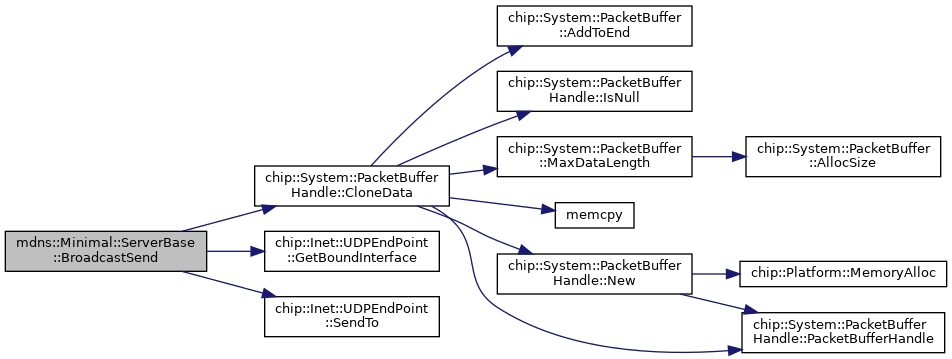 chip::System::PacketBuffer
::AddToEnd
chip::System::PacketBuffer
Handle::IsNull
chip::System::PacketBuffer
::MaxDataLength
chip::System::PacketBuffer
::AllocSize
chip::System::PacketBuffer
Handle::CloneData
memcpy
mdns::Minimal::ServerBase
::BroadcastSend
chip::Inet::UDPEndPoint
::GetBoundInterface
chip::System::PacketBuffer
Handle::New
chip::Platform::MemoryAlloc
chip::Inet::UDPEndPoint
::SendTo
chip::System::PacketBuffer
Handle::PacketBufferHandle